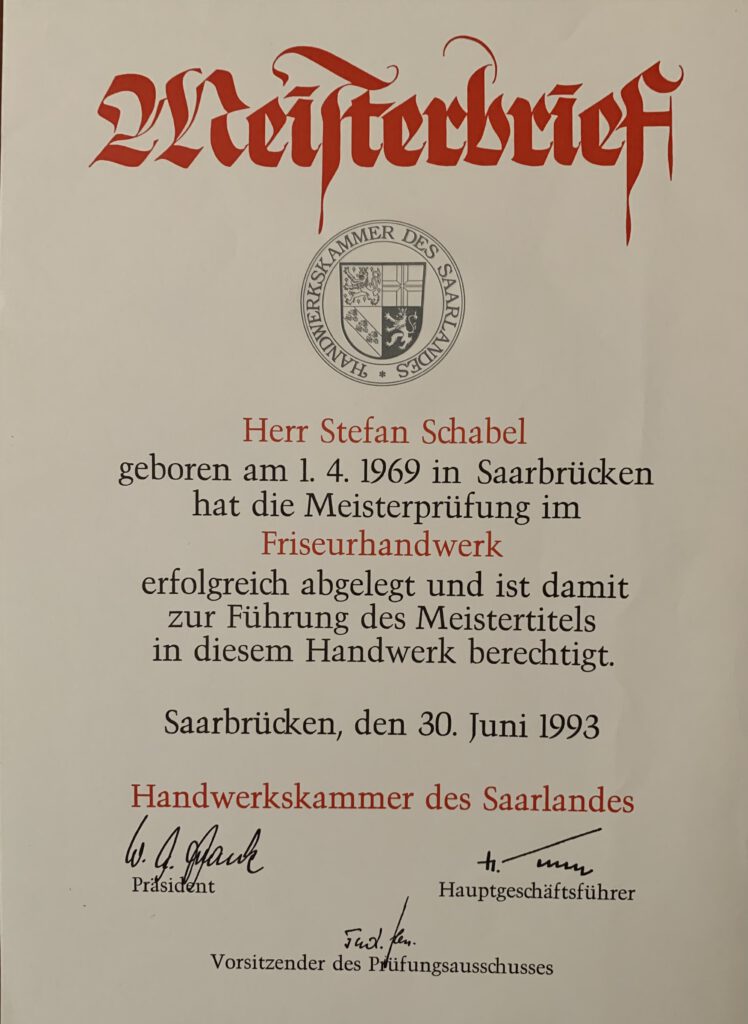 Meisterbrief
HANDWERKSKAMMER DES SAARLANDES *
Herr Stefan Schabel
geboren am 1. 4. 1969 in Saarbrücken
hat die Meisterprüfung im
Friseurhandwerk
erfolgreich abgelegt und ist damit
zur Führung des Meistertitels
in diesem Handwerk berechtigt.
Saarbrücken, den 30. Juni 1993
Handwerkskammer des Saarlandes
Präsident
Hauptgeschäftsführer
Vorsitzender des Prüfungsausschusses